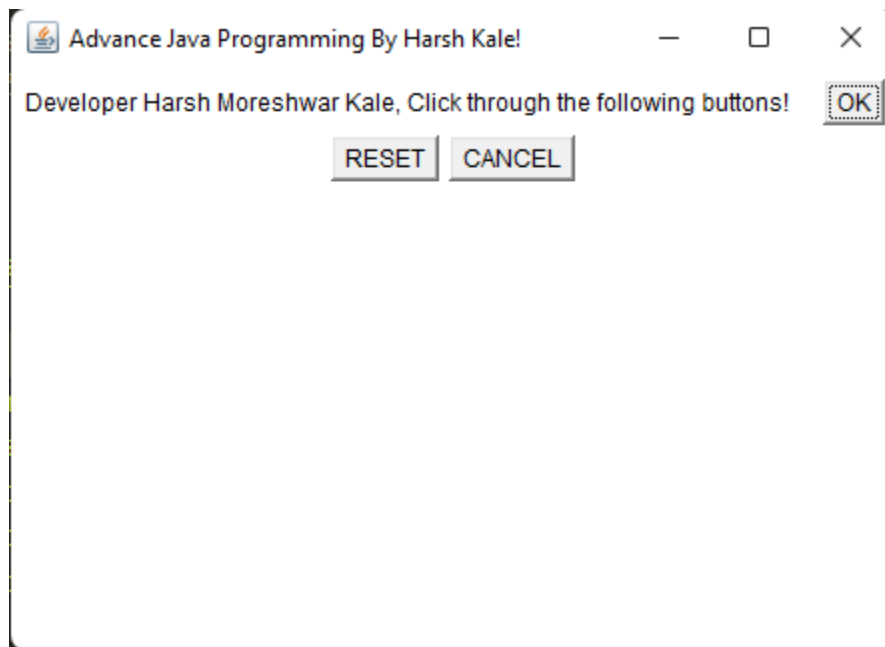 Advance Java Programming By Harsh Kale!
Developer Harsh Moreshwar Kale, Click through the following buttons! OK
RESET CANCEL